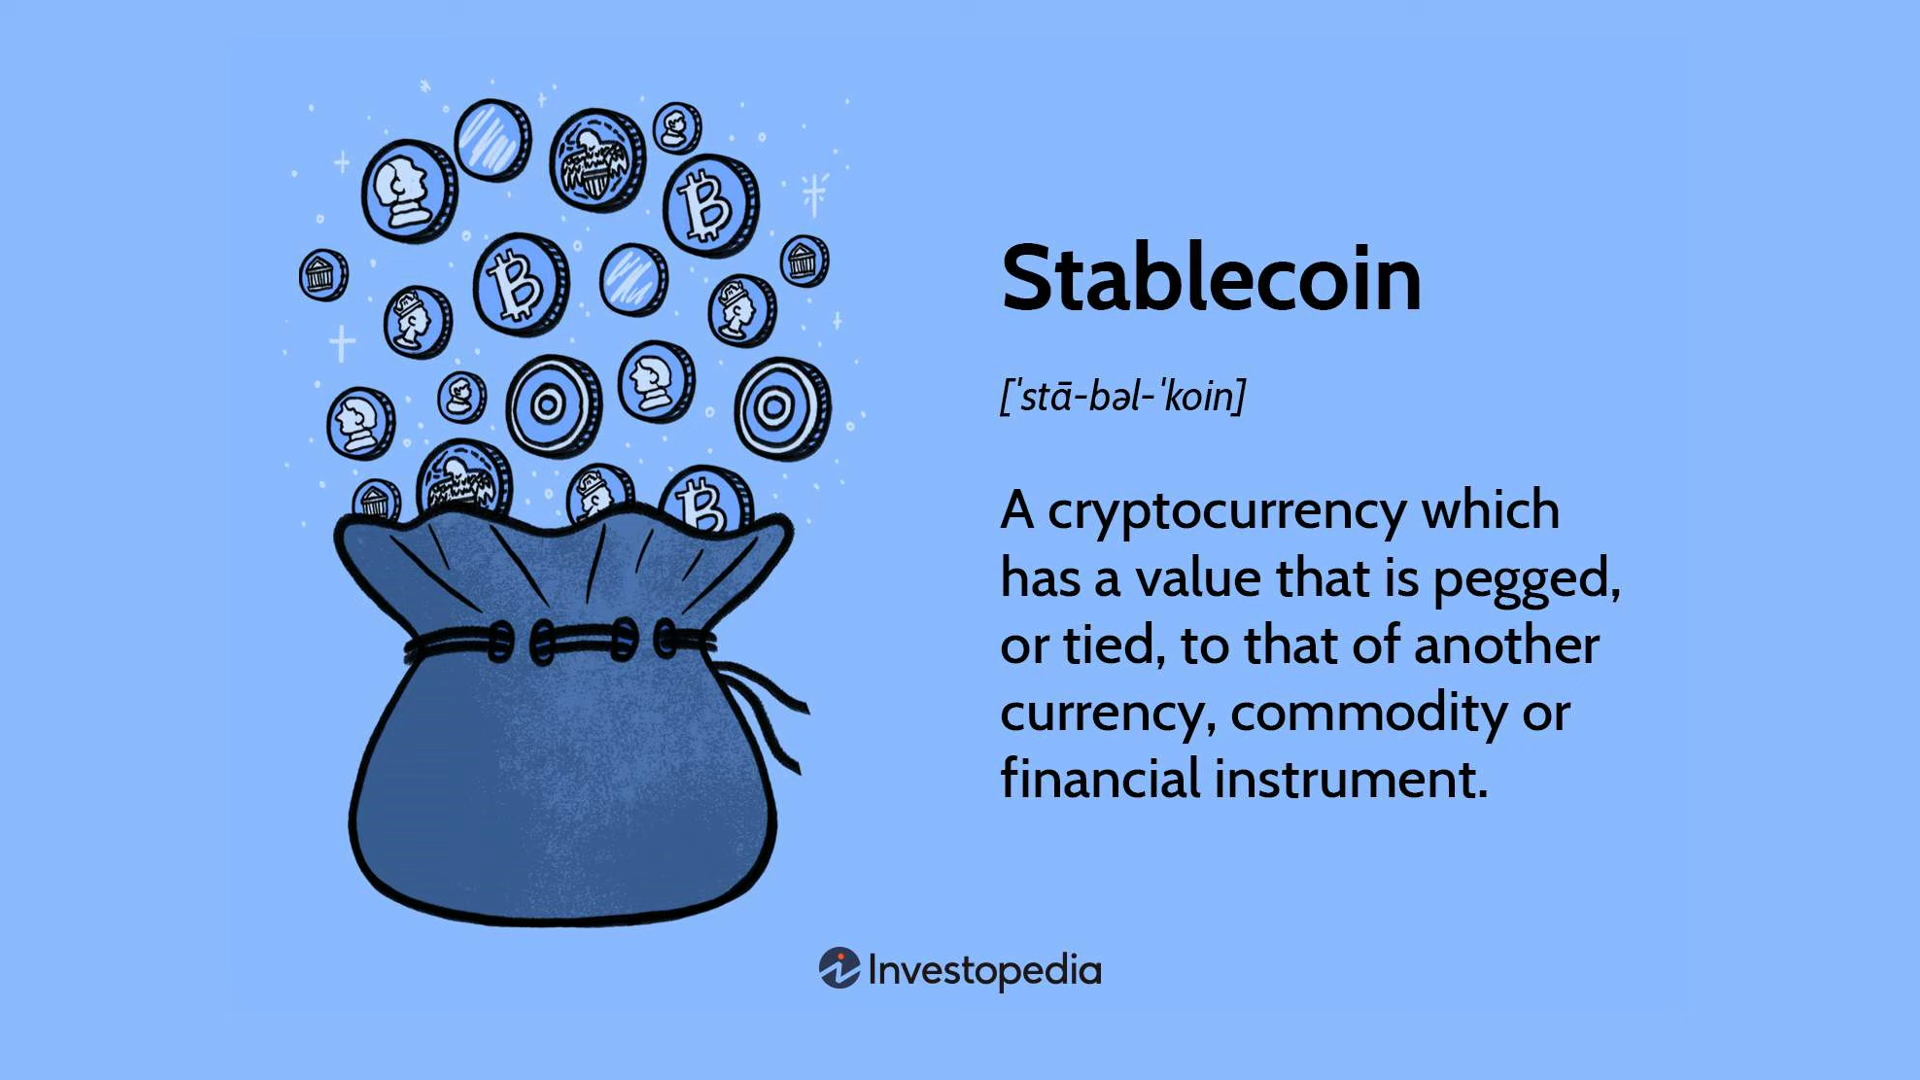 Stablecoin
[ˈstā-bəl-ˈkoin]
A cryptocurrency which
has a value that is pegged,
or tied, to that of another
currency, commodity or
financial instrument.
Investopedia